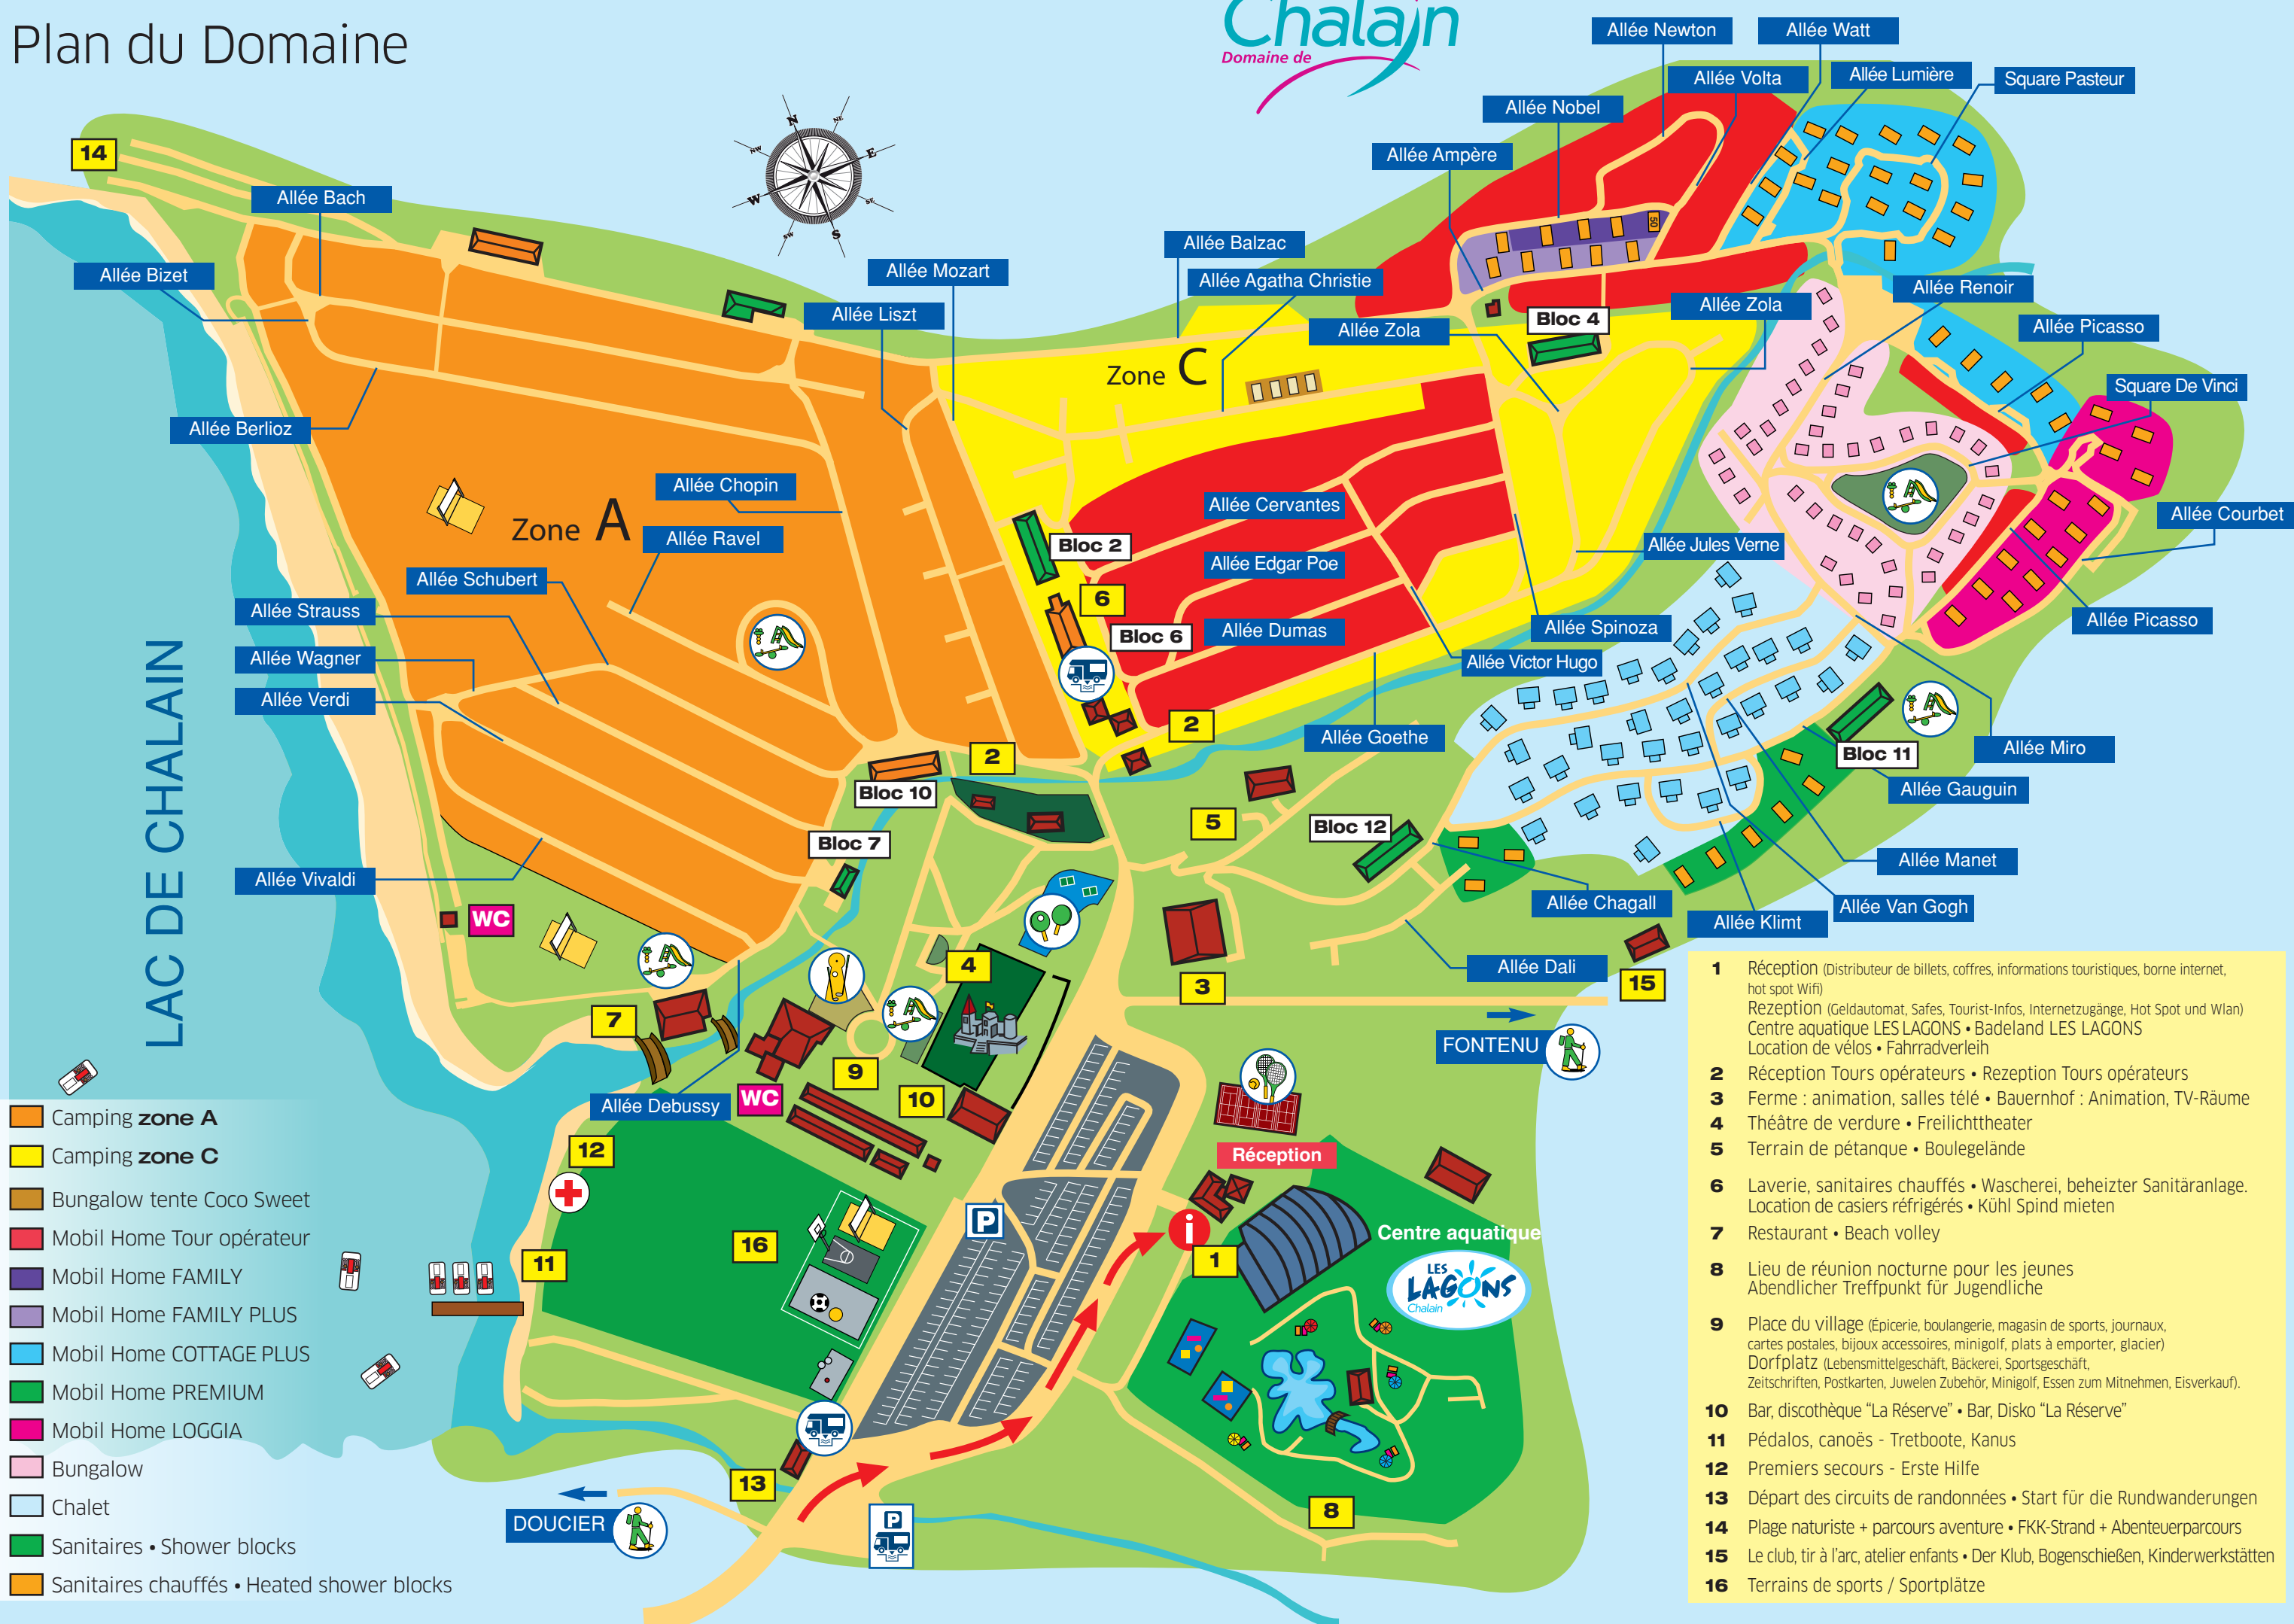 Plan du Domaine
Chalain
Domaine de
N
NE
E
SE
S
SW
W
NW
Allée Newton
Allée Watt
Allée Volta
Allée Lumière
Square Pasteur
Allée Nobel
Allée Ampère
50
14
Allée Bach
Allée Bizet
Allée Balzac
Allée Mozart
Allée Agatha Christie
Allée Liszt
Allée Zola
Bloc 4
Allée Zola
Allée Renoir
Allée Picasso
Zone C
Square De Vinci
Allée Berlioz
Allée Chopin
Zone A
Allée Ravel
Allée Cervantes
Allée Courbet
Bloc 2
Allée Jules Verne
Allée Edgar Poe
Allée Schubert
6
Allée Strauss
Bloc 6
Allée Dumas
Allée Spinoza
Allée Picasso
Allée Wagner
Allée Victor Hugo
Allée Verdi
2
Allée Goethe
Allée Miro
Bloc 11
2
Bloc 10
Allée Gauguin
5
Bloc 12
Bloc 7
Allée Manet
Allée Vivaldi
Allée Chagall
Allée Van Gogh
Allée Klimt
WC
4
Allée Dali
3
15
7
FONTENU
9
WC
10
Allée Debussy
12
Réception
P
i
16
11
1
Centre aquatique
LES
LAGONS
Chalain
13
8
DOUCIER
P
LAC DE CHALAIN
Camping zone A
Camping zone C
Bungalow tente Coco Sweet
Mobil Home Tour opérateur
Mobil Home FAMILY
Mobil Home FAMILY PLUS
Mobil Home COTTAGE PLUS
Mobil Home PREMIUM
Mobil Home LOGGIA
Bungalow
Chalet
Sanitaires • Shower blocks
Sanitaires chauffés • Heated shower blocks
1 Réception (Distributeur de billets, coffres, informations touristiques, borne internet,
hot spot Wifi)
Rezeption (Geldautomat, Safes, Tourist-Infos, Internetzugänge, Hot Spot und Wlan)
Centre aquatique LES LAGONS • Badeland LES LAGONS
Location de vélos • Fahrradverleih
2 Réception Tours opérateurs • Rezeption Tours opérateurs
3 Ferme : animation, salles télé • Bauernhof : Animation, TV-Räume
4 Théâtre de verdure • Freilichttheater
5 Terrain de pétanque • Boulegelände
6 Laverie, sanitaires chauffés • Wascherei, beheizter Sanitäranlage.
Location de casiers réfrigérés • Kühl Spind mieten
7 Restaurant • Beach volley
8 Lieu de réunion nocturne pour les jeunes
Abendlicher Treffpunkt für Jugendliche
9 Place du village (Épicerie, boulangerie, magasin de sports, journaux,
cartes postales, bijoux accessoires, minigolf, plats à emporter, glacier)
Dorfplatz (Lebensmittelgeschäft, Bäckerei, Sportsgeschäft,
Zeitschriften, Postkarten, Juwelen Zubehör, Minigolf, Essen zum Mitnehmen, Eisverkauf).
10 Bar, discothèque “La Réserve” • Bar, Disko “La Réserve”
11 Pédalos, canoës - Tretboote, Kanus
12 Premiers secours - Erste Hilfe
13 Départ des circuits de randonnées • Start für die Rundwanderungen
14 Plage naturiste + parcours aventure • FKK-Strand + Abenteuerparcours
15 Le club, tir à l’arc, atelier enfants • Der Klub, Bogenschießen, Kinderwerkstätten
16 Terrains de sports / Sportplätze